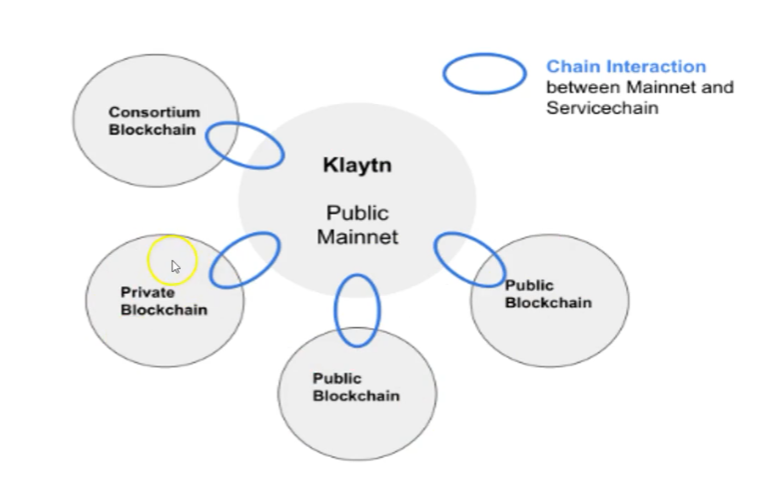 Chain Interaction
between Mainnet and
Servicechain
Consortium
Blockchain
Klaytn
Public
Mainnet
Private
Blockchain
Public
Blockchain
Public
Blockchain